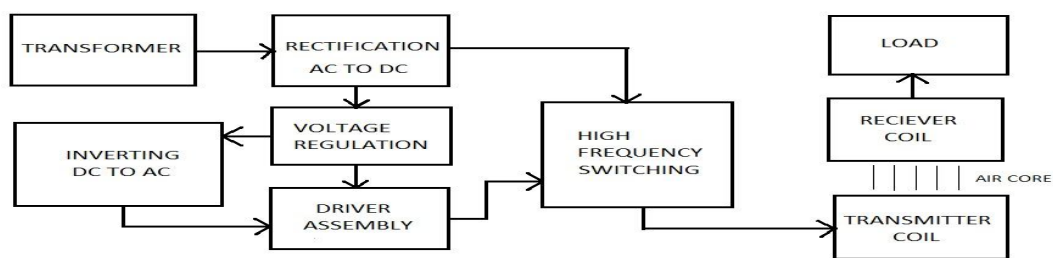 TRANSFORMER
RECTIFICATION
AC TO DC
VOLTAGE
REGULATION
INVERTING
DC TO AC
DRIVER
ASSEMBLY
HIGH
FREQUENCY
SWITCHING
LOAD
RECIEVER
COIL
AIR CORE
TRANSMITTER
COIL